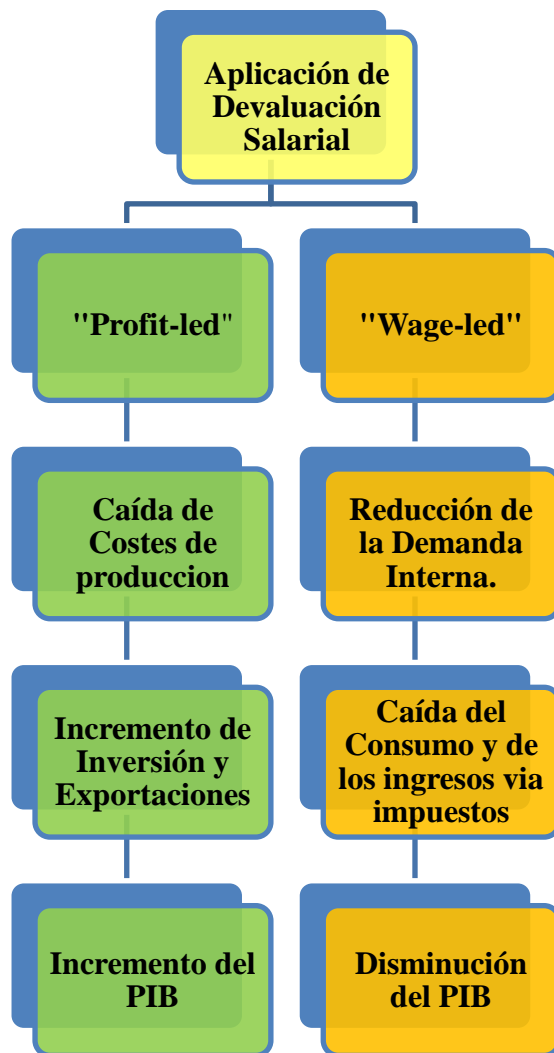 Aplicación de
Devaluación
Salarial
"Profit-led"
"Wage-led"
Caída de
Costes de
produccion
Reducción de
la Demanda
Interna.
Incremento de
Inversión y
Exportaciones
Caída del
Consumo y de
los ingresos via
impuestos
Incremento del
PIB
Disminución
del PIB